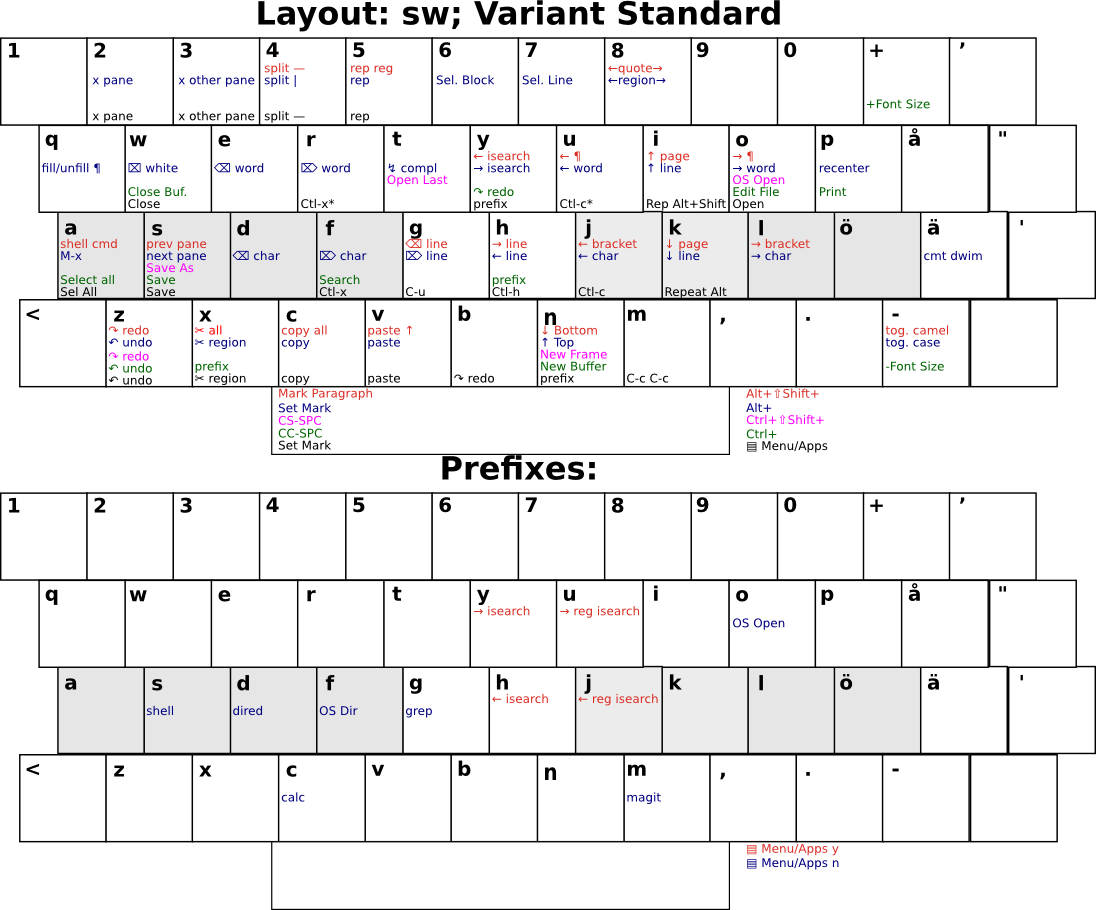 Layout: sw; Variant Standard
1 2 3 4 5 6 7 8 9 0 + ’
split — rep reg ←quote→
x pane x other pane split | rep Sel. Block Sel. Line ←region→
+Font Size
x pane x other pane split — rep
q w e r t y u i o p å "
← isearch ← ¶ ↑ page → ¶
fill/unfill ¶ ⌧ white ⌫ word ⌦ word ↯ compl → isearch ← word ↑ line → word recenter
Open Last OS Open
Close Buf. ↷ redo Edit File Print
Close Ctl-x* prefix Ctl-c* Rep Alt+Shift Open
a s d f g h j k l ö ä '
shell cmd prev pane ⌫ line → line ← bracket ↓ page → bracket
M-x next pane ⌫ char ⌦ char ⌦ line ← line ← char ↓ line → char cmt dwim
Save As
Select all Save Search prefix
Sel All Save Ctl-x C-u Ctl-h Ctl-c Repeat Alt
< z x c v b n m , . -
↷ redo ✂ all copy all paste ↑ ↓ Bottom tog. camel
↶ undo ✂ region copy paste ↑ Top tog. case
↷ redo New Frame
↶ undo prefix New Buffer -Font Size
↶ undo ✂ region copy paste ↷ redo prefix C-c C-c
Mark Paragraph Alt+⇧Shift+
Set Mark Alt+
CS-SPC Ctrl+⇧Shift+
CC-SPC Ctrl+
Set Mark ▤ Menu/Apps
Prefixes:
1 2 3 4 5 6 7 8 9 0 + ’
q w e r t y u i o p å "
→ isearch → reg isearch
OS Open
a s d f g h j k l ö ä '
← isearch ← reg isearch
shell dired OS Dir grep
< z x c v b n m , . -
calc magit
▤ Menu/Apps y
▤ Menu/Apps n